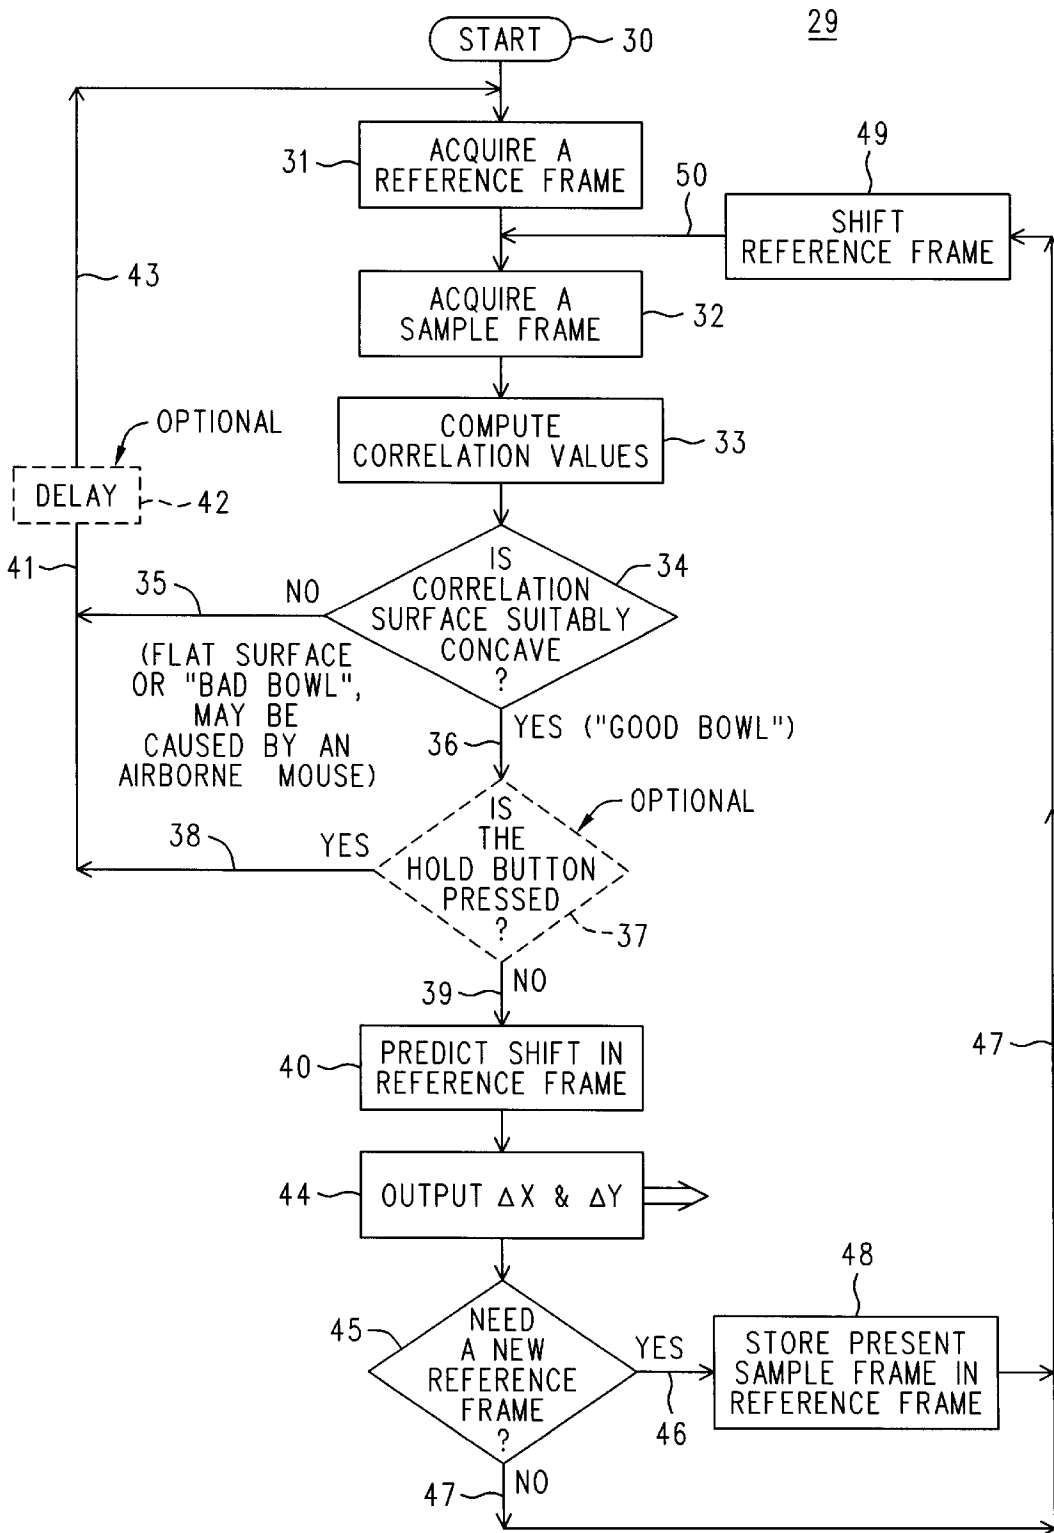 29
START
30
31
ACQUIRE A
REFERENCE FRAME
49
50
SHIFT
REFERENCE FRAME
43
ACQUIRE A
SAMPLE FRAME
32
OPTIONAL
COMPUTE
CORRELATION VALUES
33
DELAY
42
41
35
NO
IS
CORRELATION
SURFACE SUITABLY
CONCAVE
?
34
(FLAT SURFACE
OR "BAD BOWL",
MAY BE
CAUSED BY AN
AIRBORNE MOUSE)
36
YES ("GOOD BOWL")
OPTIONAL
38
YES
IS
THE
HOLD BUTTON
PRESSED
?
37
39
NO
40
PREDICT SHIFT IN
REFERENCE FRAME
47
44
OUTPUT ΔX & ΔY
48
45
NEED
A NEW
REFERENCE
FRAME
?
YES
46
STORE PRESENT
SAMPLE FRAME IN
REFERENCE FRAME
47
NO